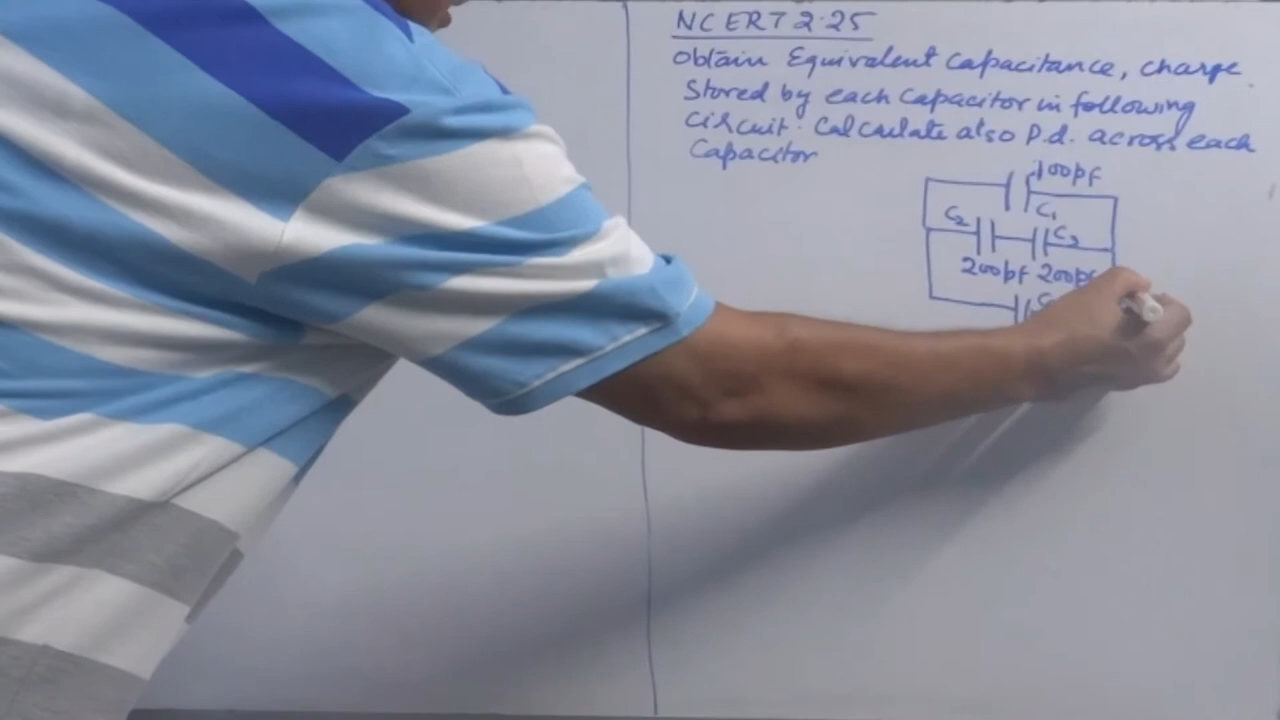 NCERT 2.25
Obtain Equivalent Capacitance, charge
Stored by each Capacitor in following
Circuit. Calculate also P.d. across each
Capacitor
100pf
C₁
C₂
C₃
200pf 200pf